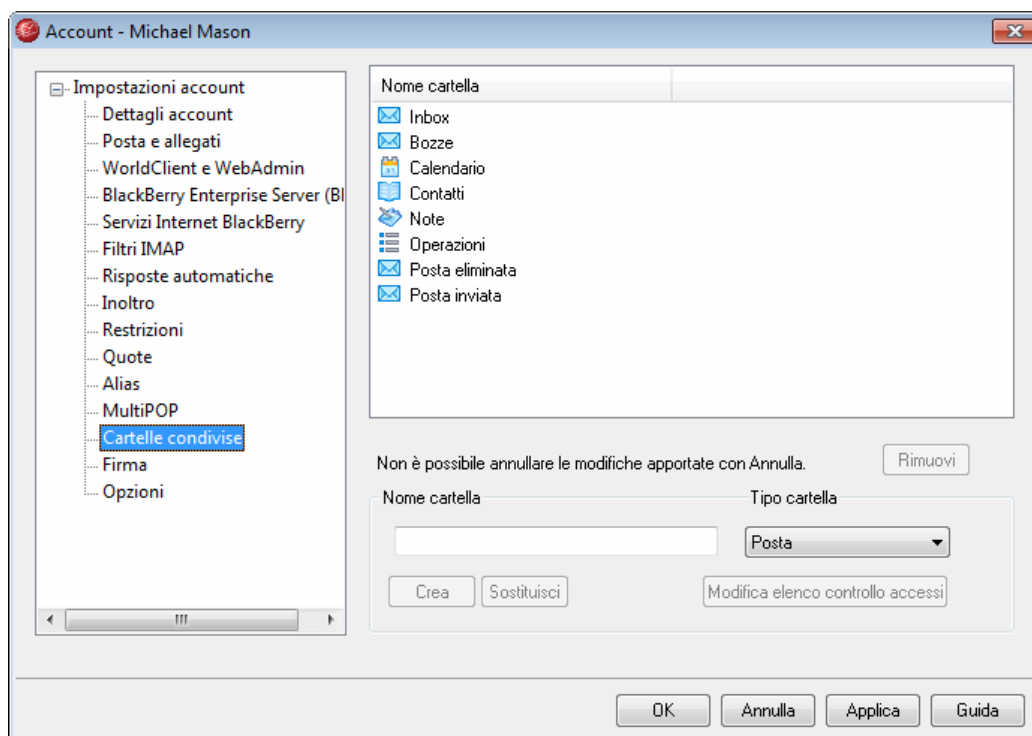 Account - Michael Mason
Impostazioni account
Dettagli account
Posta e allegati
WorldClient e WebAdmin
BlackBerry Enterprise Server (Bl
Servizi Internet BlackBerry
Filtri IMAP
Risposte automatiche
Inoltro
Restrizioni
Quote
Alias
MultiPOP
Cartelle condivise
Firma
Opzioni
Nome cartella
Inbox
Bozze
Calendario
Contatti
Note
Operazioni
Posta eliminata
Posta inviata
Non è possibile annullare le modifiche apportate con Annulla.
Rimuovi
Nome cartella
Tipo cartella
Posta
Crea
Sostituisci
Modifica elenco controllo accessi
OK
Annulla
Applica
Guida